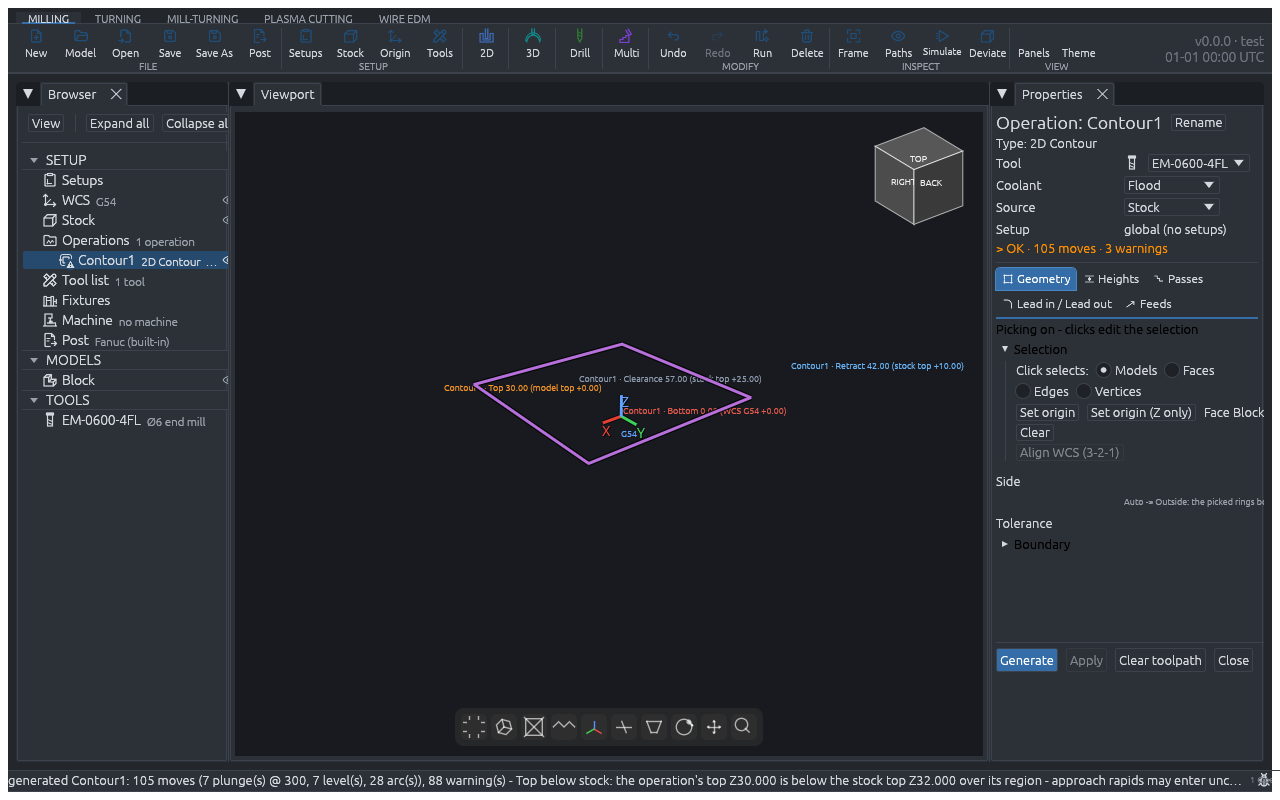 MILLING TURNING MILL-TURNING PLASMA CUTTING WIRE EDM
New Model Open Save Save As Post Setups Stock Origin Tools 2D 3D Drill Multi Undo Redo Run Delete Frame Paths Simulate Deviate Panels Theme
FILE SETUP MODIFY INSPECT VIEW
v0.0.0 · test
01-01 00:00 UTC
Browser
View Expand all Collapse al
SETUP
Setups
WCS G54
Stock
Operations 1 operation
Contour1 2D Contour ...
Tool list 1 tool
Fixtures
Machine no machine
Post Fanuc (built-in)
MODELS
Block
TOOLS
EM-0600-4FL Ø6 end mill
Viewport
TOP
RIGHT BACK
Contour1 · Retract 42.00 (stock top +10.00)
Contour1 · Clearance 57.00 (stock top +25.00)
Contour1 · Top 30.00 (model top +0.00)
Contour1 · Bottom 0.00 (WCS G54 +0.00)
Z
X G54 Y
Properties
Operation: Contour1 Rename
Type: 2D Contour
Tool EM-0600-4FL
Coolant Flood
Source Stock
Setup global (no setups)
> OK · 105 moves · 3 warnings
Geometry Heights Passes
Lead in / Lead out Feeds
Picking on - clicks edit the selection
Selection
Click selects: Models Faces
Edges Vertices
Set origin Set origin (Z only) Face Block
Clear
Align WCS (3-2-1)
Side
Auto -> Outside: the picked rings bo
Tolerance
Boundary
Generate Apply Clear toolpath Close
generated Contour1: 105 moves (7 plunge(s) @ 300, 7 level(s), 28 arc(s)), 88 warning(s) - Top below stock: the operation's top Z30.000 is below the stock top Z32.000 over its region - approach rapids may enter unc...